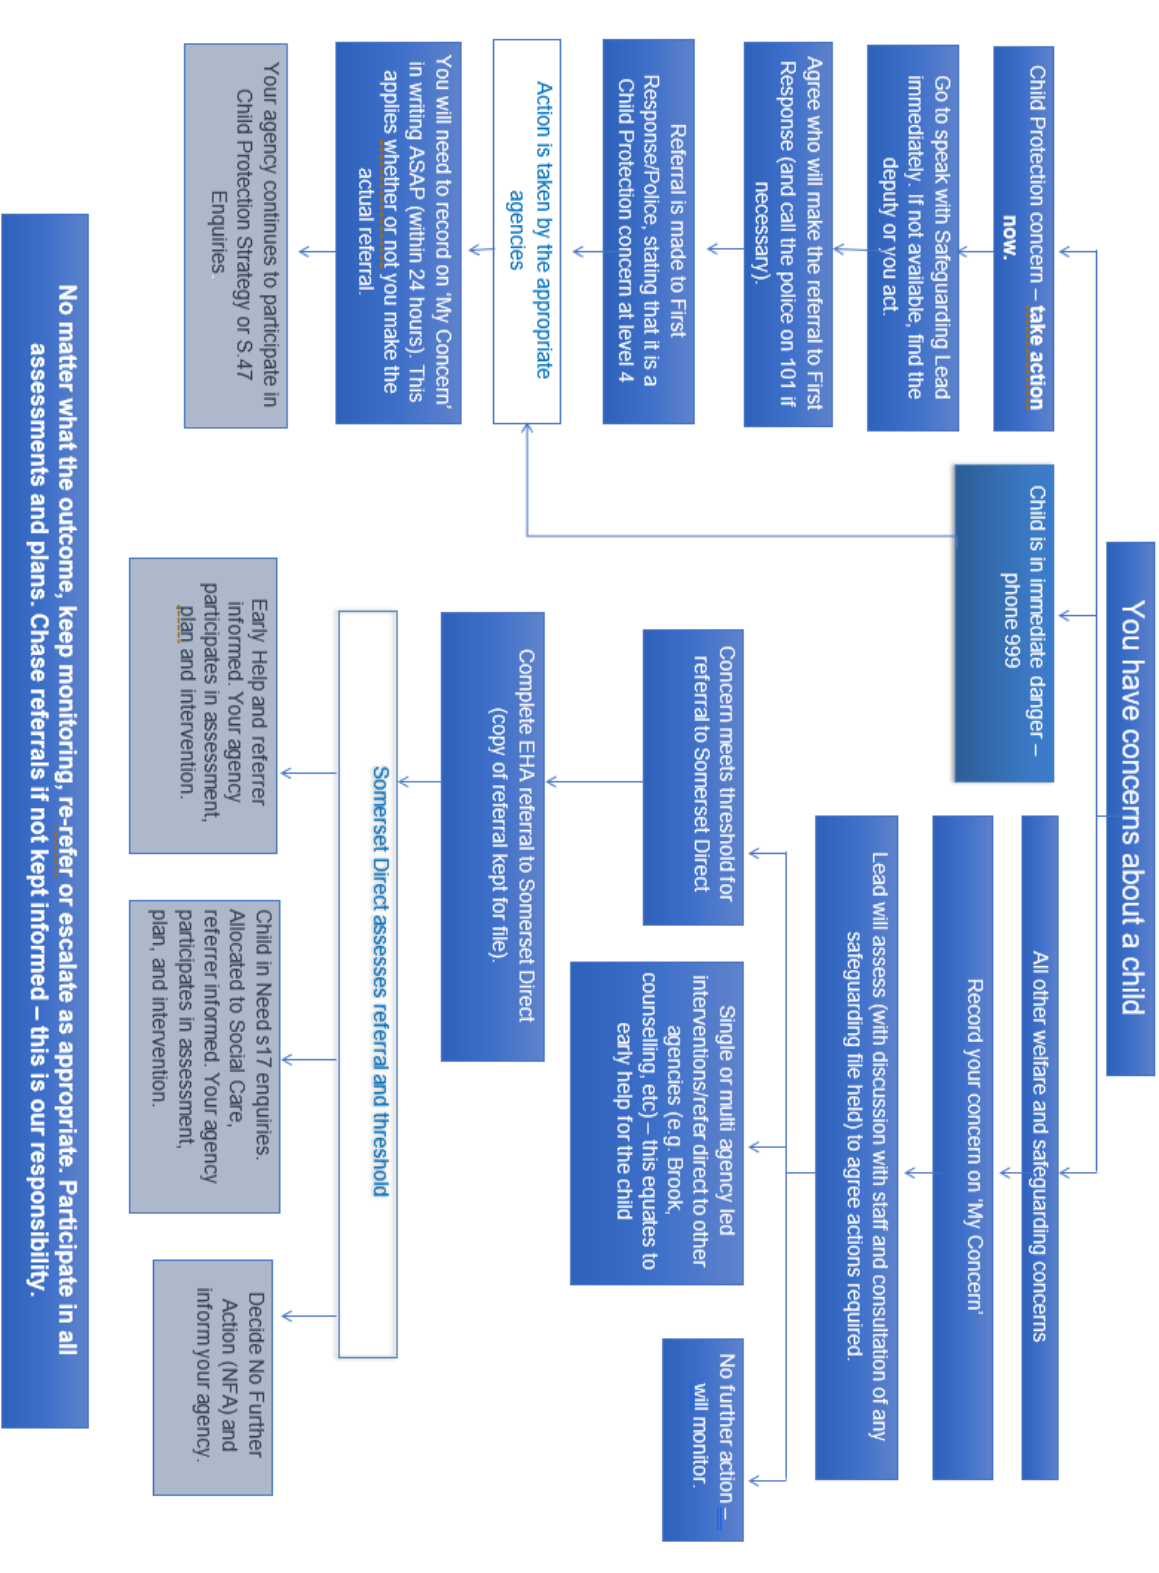 You have concerns about a child
Child Protection concern – take action
now.
Go to speak with Safeguarding Lead
immediately. If not available, find the
deputy or you act.
Agree who will make the referral to First
Response (and call the police on 101 if
necessary).
Referral is made to First
Response/Police, stating that it is a
Child Protection concern at level 4
Action is taken by the appropriate
agencies
You will need to record on ‘My Concern’
in writing ASAP (within 24 hours). This
applies whether or not you make the
actual referral.
Your agency continues to participate in
Child Protection Strategy or S.47
Enquiries.
Child is in immediate danger –
phone 999
All other welfare and safeguarding concerns
Record your concern on ‘My Concern’
Lead will assess (with discussion with staff and consultation of any
safeguarding file held) to agree actions required.
Concern meets threshold for
referral to Somerset Direct
Single or multi agency led
interventions/refer direct to other
agencies (e.g. Brook,
counselling, etc) – this equates to
early help for the child
No further action –
will monitor.
Complete EHA referral to Somerset Direct
(copy of referral kept for file).
Somerset Direct assesses referral and threshold
Early Help and referrer
informed. Your agency
participates in assessment,
plan and intervention.
Child in Need s17 enquiries.
Allocated to Social Care,
referrer informed. Your agency
participates in assessment,
plan, and intervention.
Decide No Further
Action (NFA) and
inform your agency.
No matter what the outcome, keep monitoring, re-refer or escalate as appropriate. Participate in all
assessments and plans. Chase referrals if not kept informed – this is our responsibility.